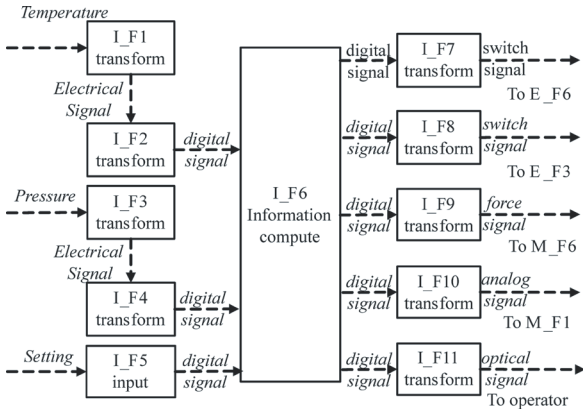 Temperature
I_F1
transform
Electrical
Signal
I_F2
transform
digital
signal
Pressure
I_F3
transform
Electrical
Signal
I_F4
transform
digital
signal
Setting
I_F5
input
digital
signal
I_F6
Information
compute
digital
signal
I_F7
transform
switch
signal
To E_F6
digital
signal
I_F8
transform
switch
signal
To E_F3
digital
signal
I_F9
transform
force
signal
To M_F6
digital
signal
I_F10
transform
analog
signal
To M_F1
digital
signal
I_F11
transform
optical
signal
To operator